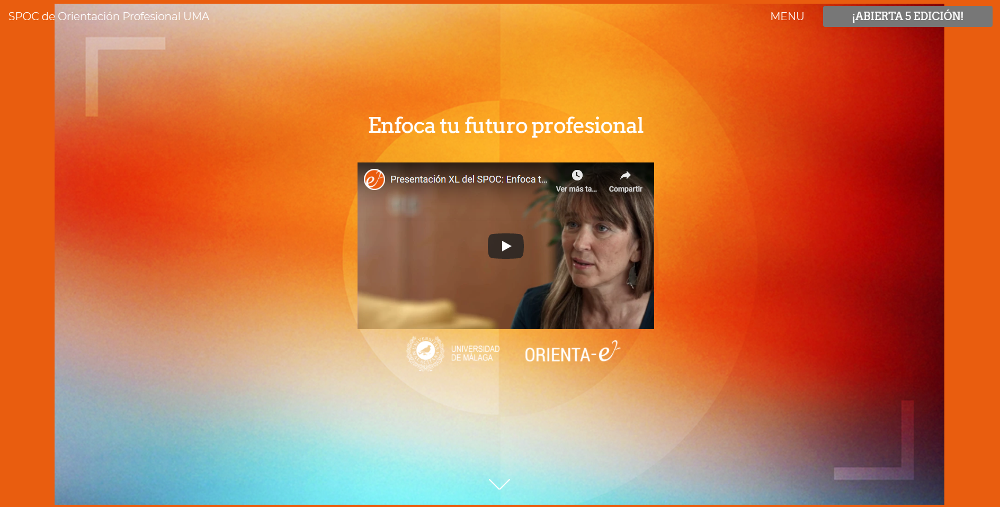 SPOC de Orientación Profesional UMA
MENU
¡ABIERTA 5 EDICIÓN!
Enfoca tu futuro profesional
Presentación XL del SPOC: Enfoca t...
Ver más ta...
Compartir
UNIVERSIDAD
DE MÁLAGA
ORIENTA-e